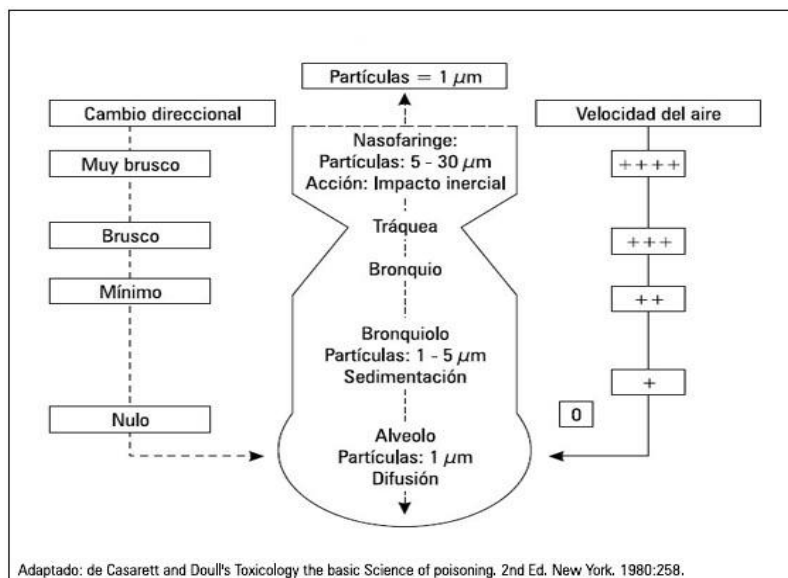 Partículas = 1 μm
Cambio direccional
Velocidad del aire
Nasofaringe:
Partículas: 5 - 30 μm
Acción: Impacto inercial
Muy brusco
++++
Tráquea
Brusco
+++
Bronquio
Mínimo
++
Bronquiolo
Partículas: 1 - 5 μm
Sedimentación
+
Nulo
0
Alveolo
Partículas: 1 μm
Difusión
Adaptado: de Casarett and Doull's Toxicology the basic Science of poisoning. 2nd Ed. New York. 1980:258.